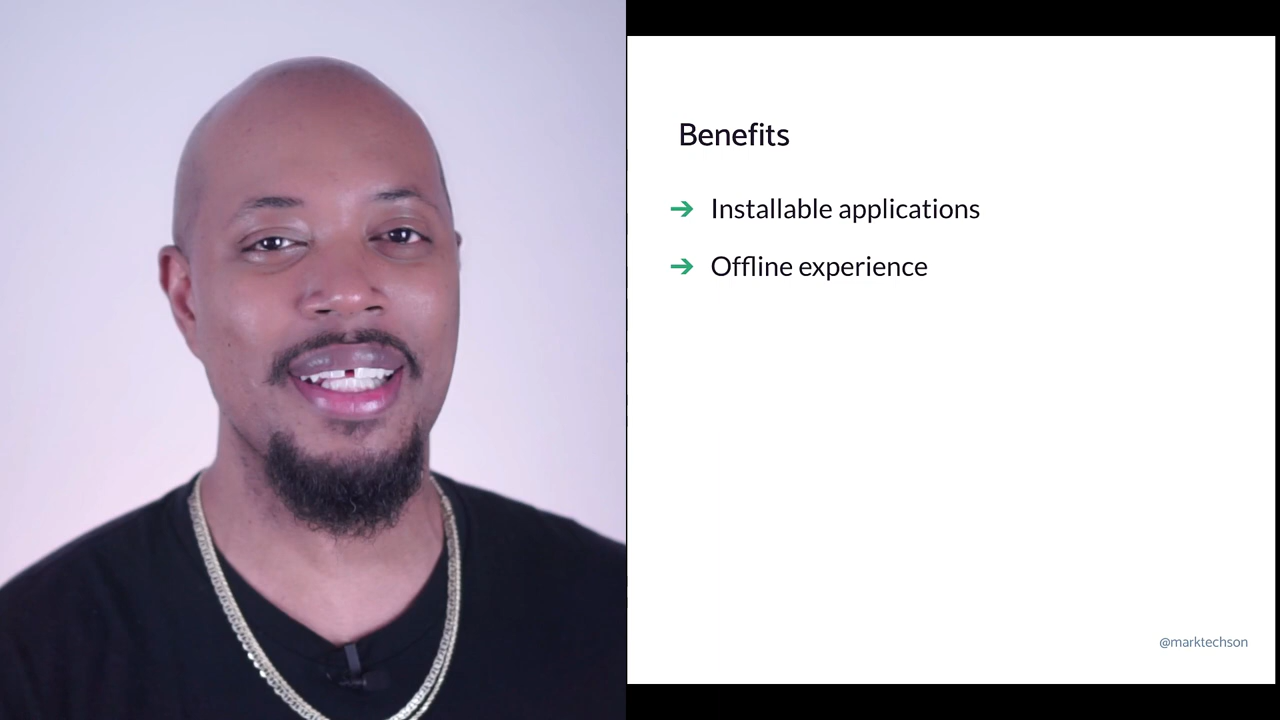 Benefits
➔ Installable applications
➔ Offline experience
@marktechson